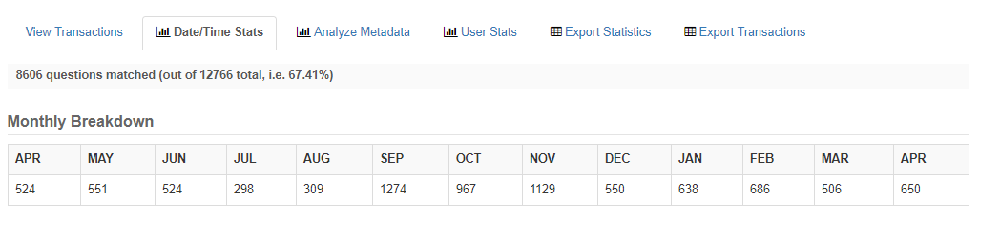 View Transactions Date/Time Stats Analyze Metadata User Stats Export Statistics Export Transactions
8606 questions matched (out of 12766 total, i.e. 67.41%)
Monthly Breakdown
APR MAY JUN JUL AUG SEP OCT NOV DEC JAN FEB MAR APR
524 551 524 298 309 1274 967 1129 550 638 686 506 650